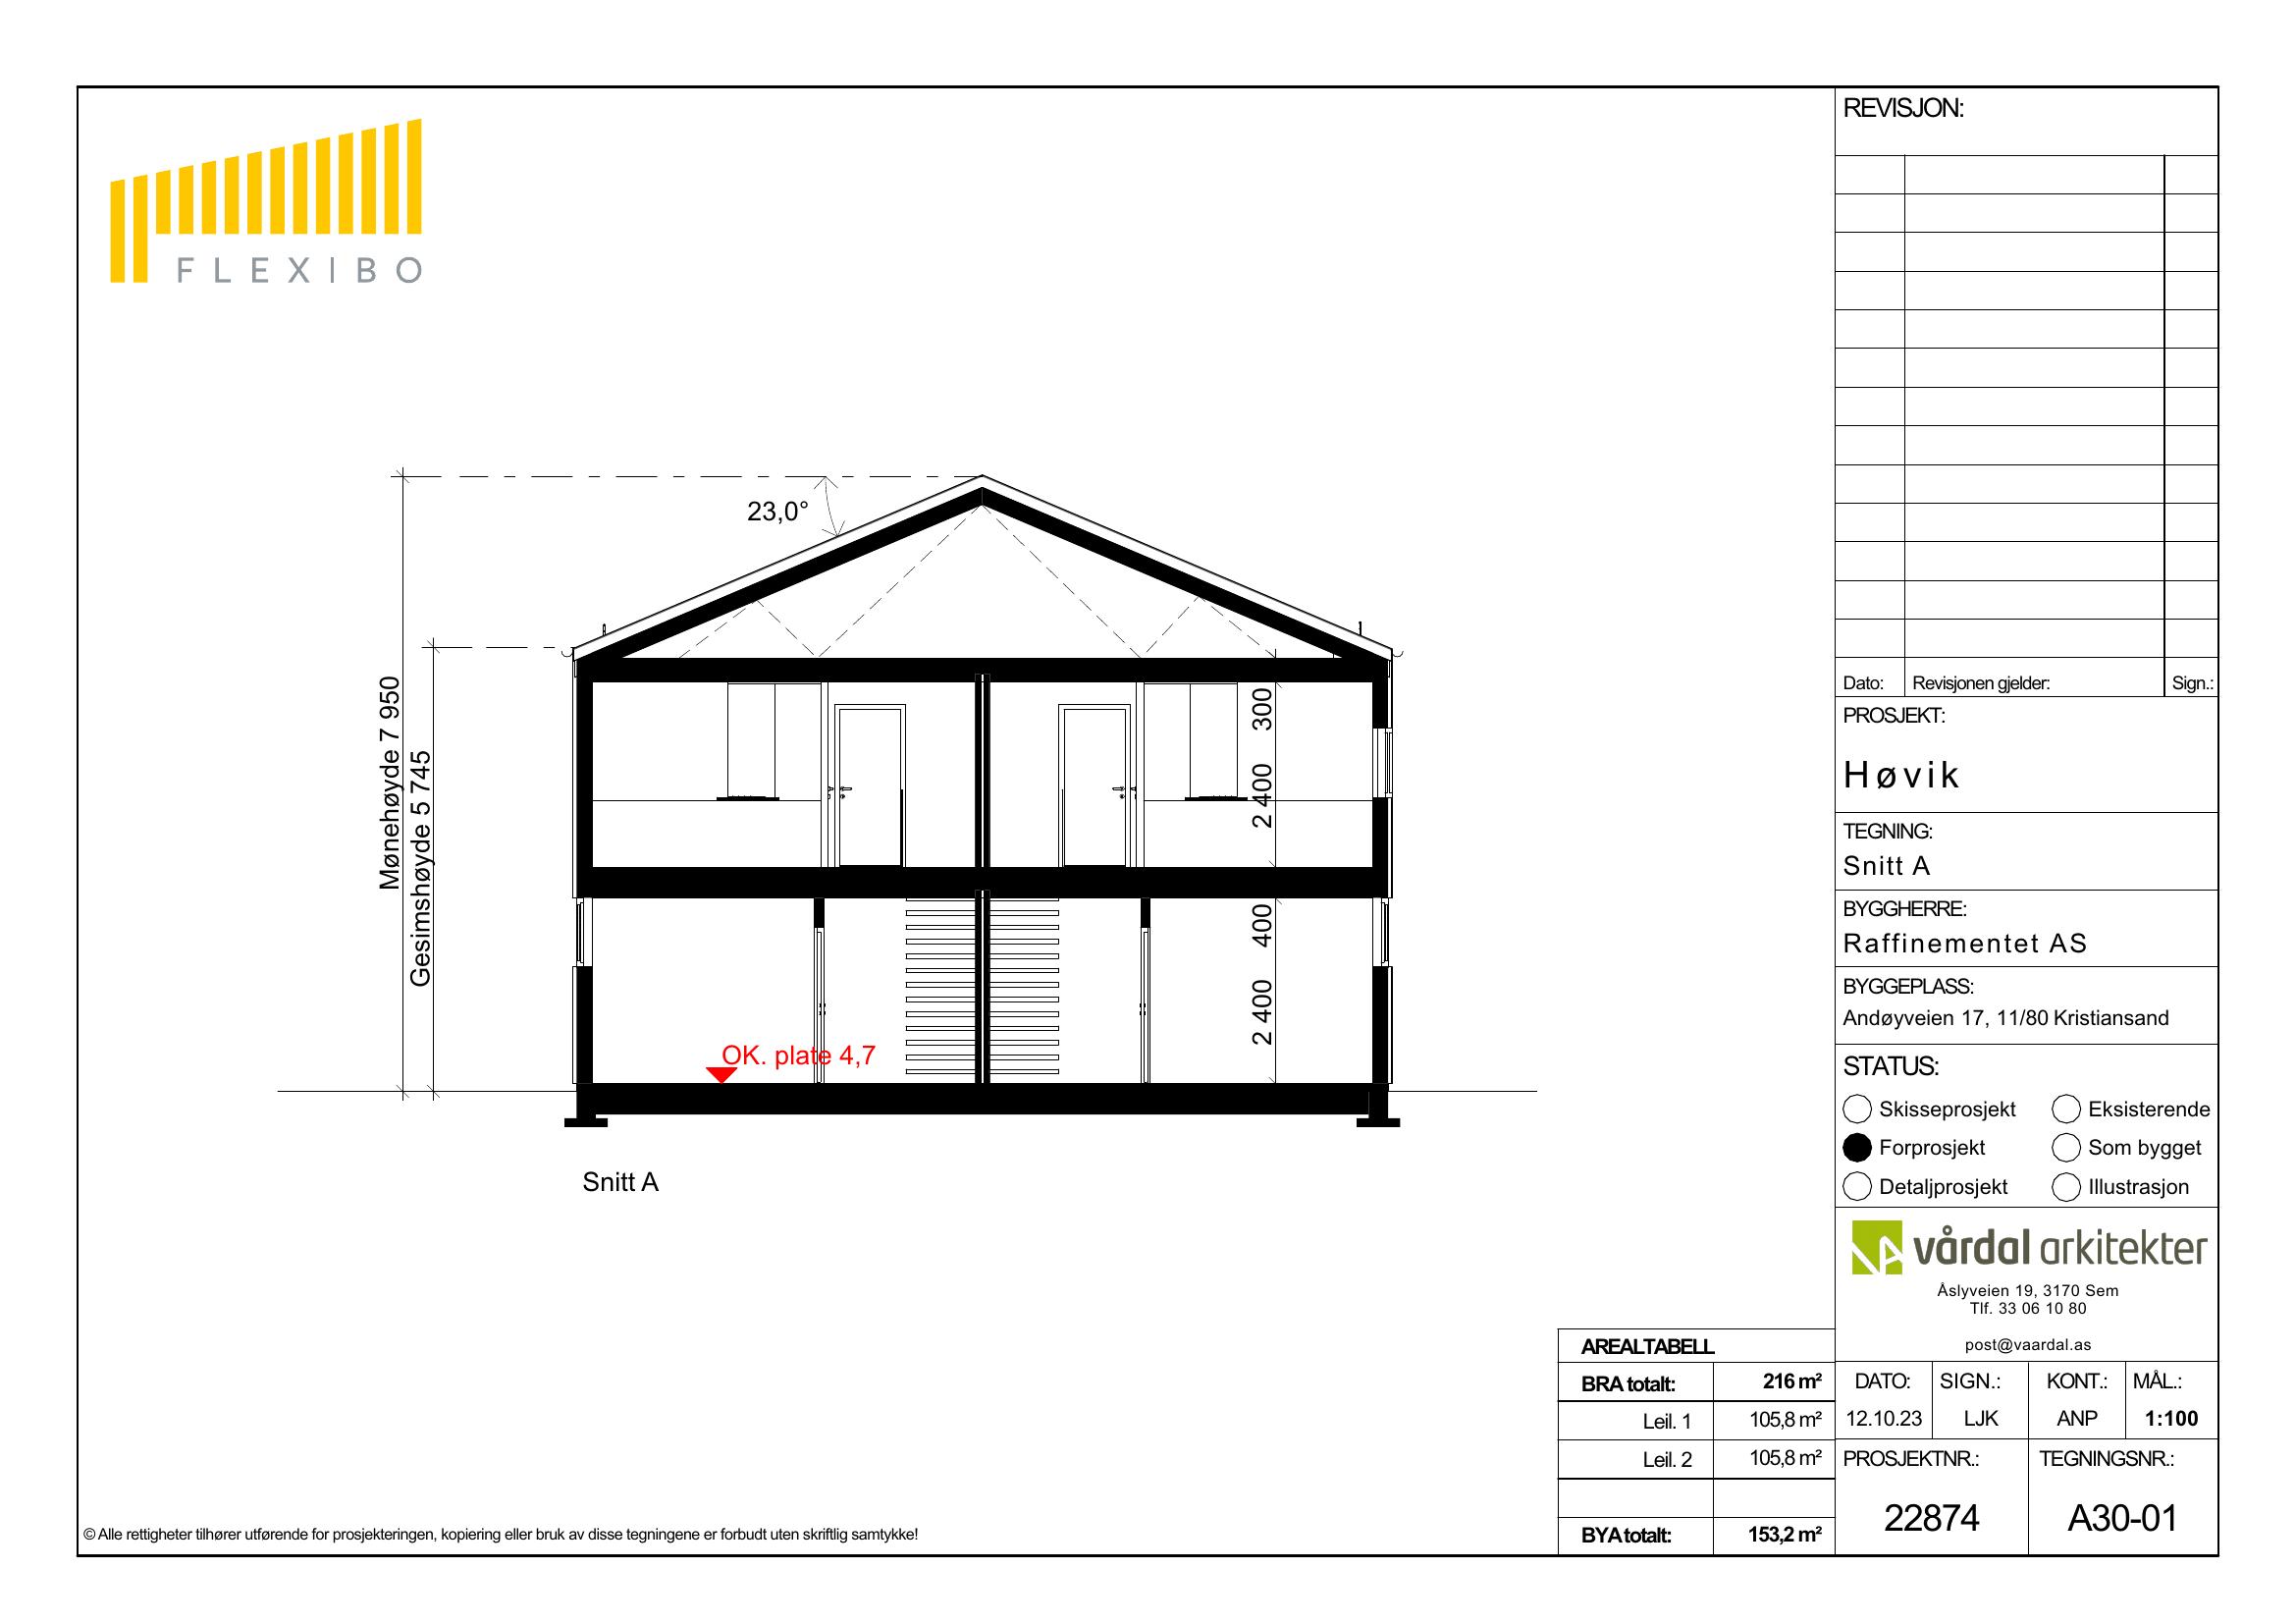 FLEXIBO
23,0°
Mønehøyde 7 950
Gesimshøyde 5 745
300
2 400
400
2 400
OK. plate 4,7
Snitt A
© Alle rettigheter tilhører utførende for prosjekteringen, kopiering eller bruk av disse tegningene er forbudt uten skriftlig samtykke!
AREALTABELL
BRA totalt: 216 m²
Leil. 1 105,8 m²
Leil. 2 105,8 m²
BYA totalt: 153,2 m²
REVISJON:
Dato: Revisjonen gjelder: Sign.:
PROSJEKT:
Høvik
TEGNING:
Snitt A
BYGGHERRE:
Raffinementet AS
BYGGEPLASS:
Andøyveien 17, 11/80 Kristiansand
STATUS:
Skisseprosjekt Eksisterende
Forprosjekt Som bygget
Detaljprosjekt Illustrasjon
vårdal arkitekter
Åslyveien 19, 3170 Sem
Tlf. 33 06 10 80
post@vaardal.as
DATO: SIGN.: KONT.: MÅL.:
12.10.23 LJK ANP 1:100
PROSJEKTNR.: TEGNINGSNR.:
22874 A30-01